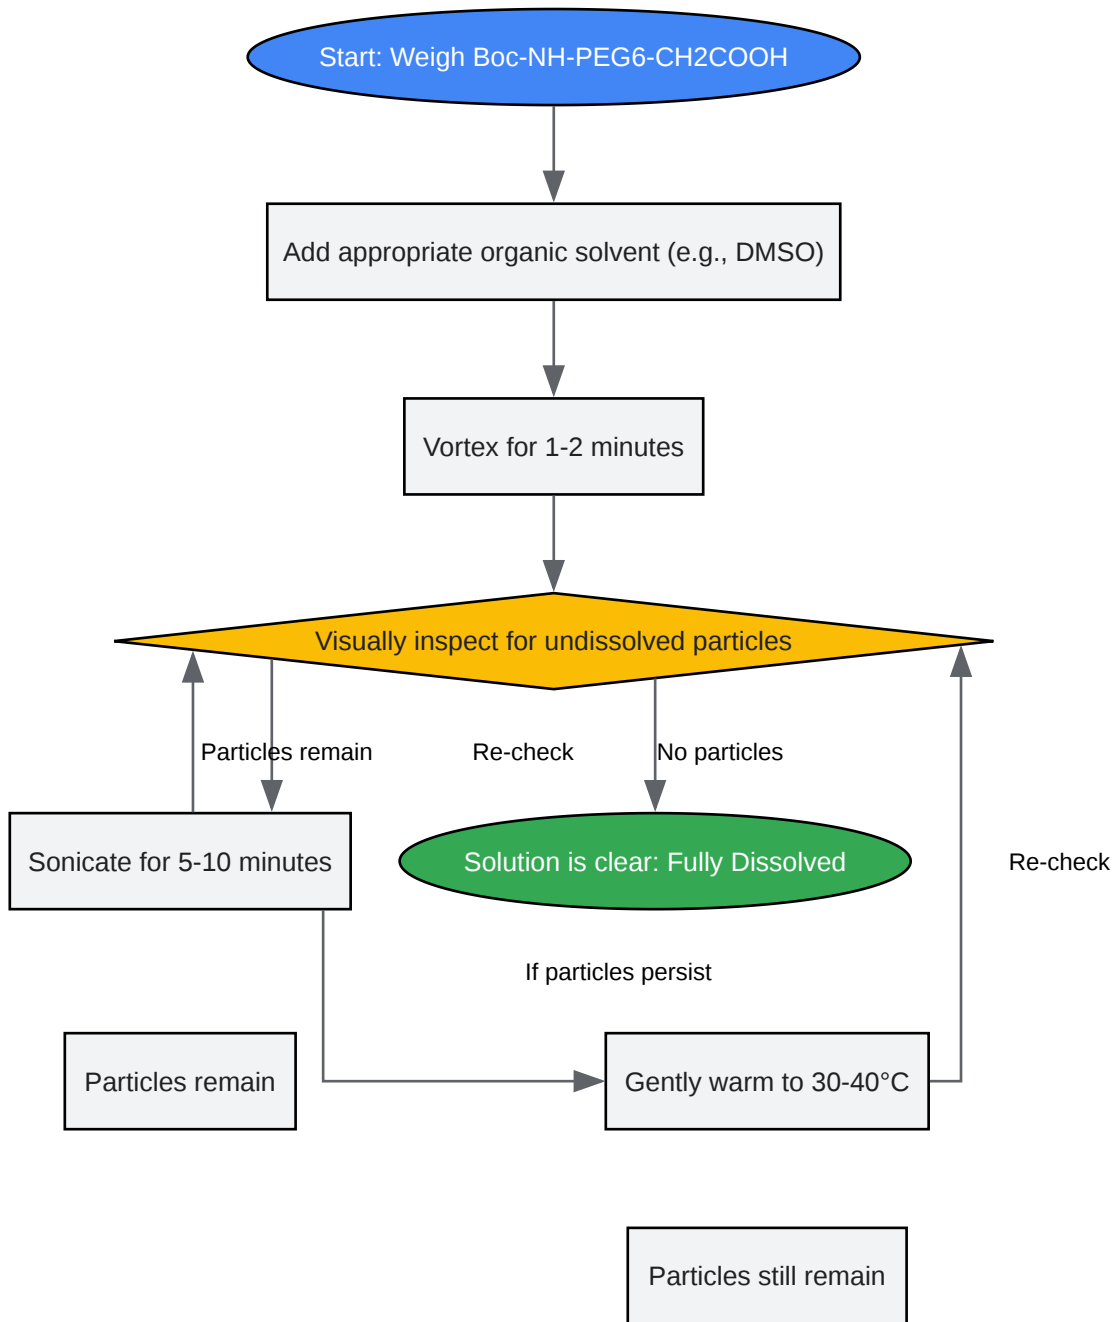 Start: Weigh Boc-NH-PEG6-CH2COOH
Add appropriate organic solvent (e.g., DMSO)
Vortex for 1-2 minutes
Visually inspect for undissolved particles
Particles remain
Re-check
No particles
Sonicate for 5-10 minutes
Solution is clear: Fully Dissolved
Re-check
If particles persist
Particles remain
Gently warm to 30-40°C
Particles still remain